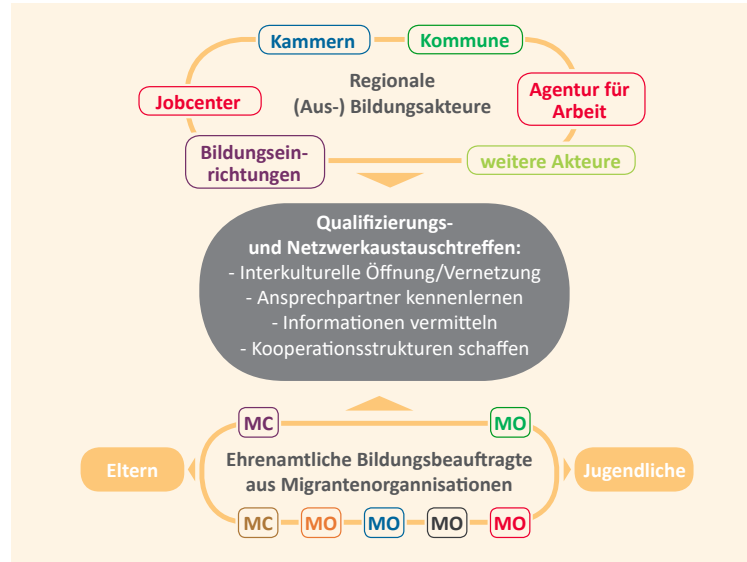 Kammern
Kommune
Regionale
(Aus-) Bildungsakteure
Jobcenter
Agentur für
Arbeit
Bildungsein-
richtungen
weitere Akteure
Qualifizierungs-
und Netzwerkaustauschtreffen:
- Interkulturelle Öffnung/Vernetzung
- Ansprechpartner kennenlernen
- Informationen vermitteln
- Kooperationsstrukturen schaffen
MC
MO
Eltern
Ehrenamtliche Bildungsbeauftragte
aus Migrantenorgannisationen
Jugendliche
MC
MO
MO
MO
MO